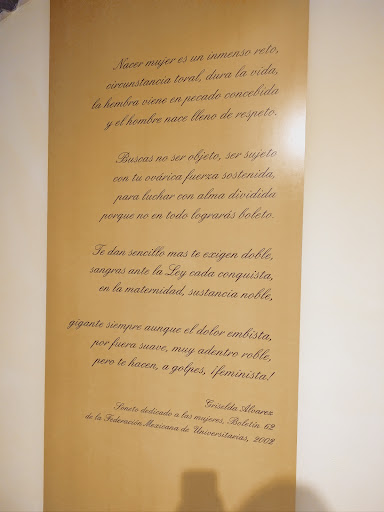 Nacer mujer es un inmenso reto,
circunstancia toral, dura la vida,
la hembra viene en pecado concebida
y el hombre nace lleno de respeto.
Buscas no ser objeto, ser sujeto
con tu ovárica fuerza sostenida,
para luchar con alma dividida
porque no en todo lograrás boleto.
Te dan sencillo mas te exigen doble,
sangras ante la Ley cada conquista,
en la maternidad, sustancia noble,
gigante siempre aunque el dolor embista,
por fuera suave, muy adentro roble,
pero te hacen, a golpes, ¡feminista!
Griselda Álvarez
Soneto dedicado a las mujeres, Boletín 62
de la Federación Mexicana de Universitarias, 2002